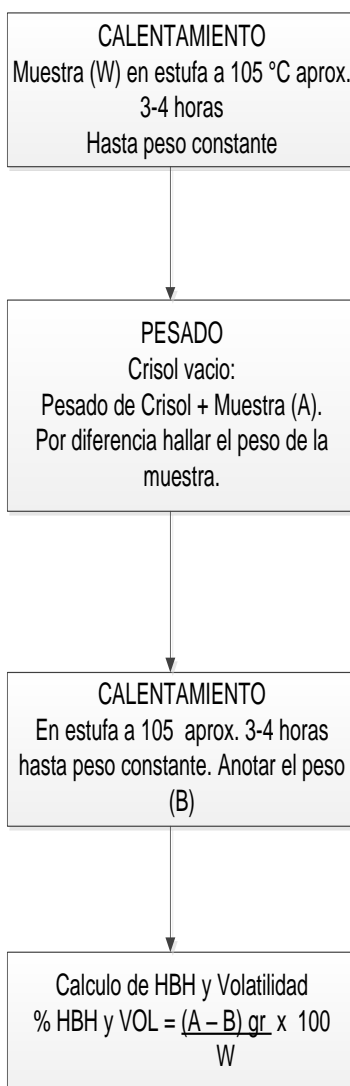 CALENTAMIENTO
Muestra (W) en estufa a 105 °C aprox.
3-4 horas
Hasta peso constante
PESADO
Crisol vacio:
Pesado de Crisol + Muestra (A).
Por diferencia hallar el peso de la
muestra.
CALENTAMIENTO
En estufa a 105 aprox. 3-4 horas
hasta peso constante. Anotar el peso
(B)
Calculo de HBH y Volatilidad
% HBH y VOL = (A – B) gr x 100
W